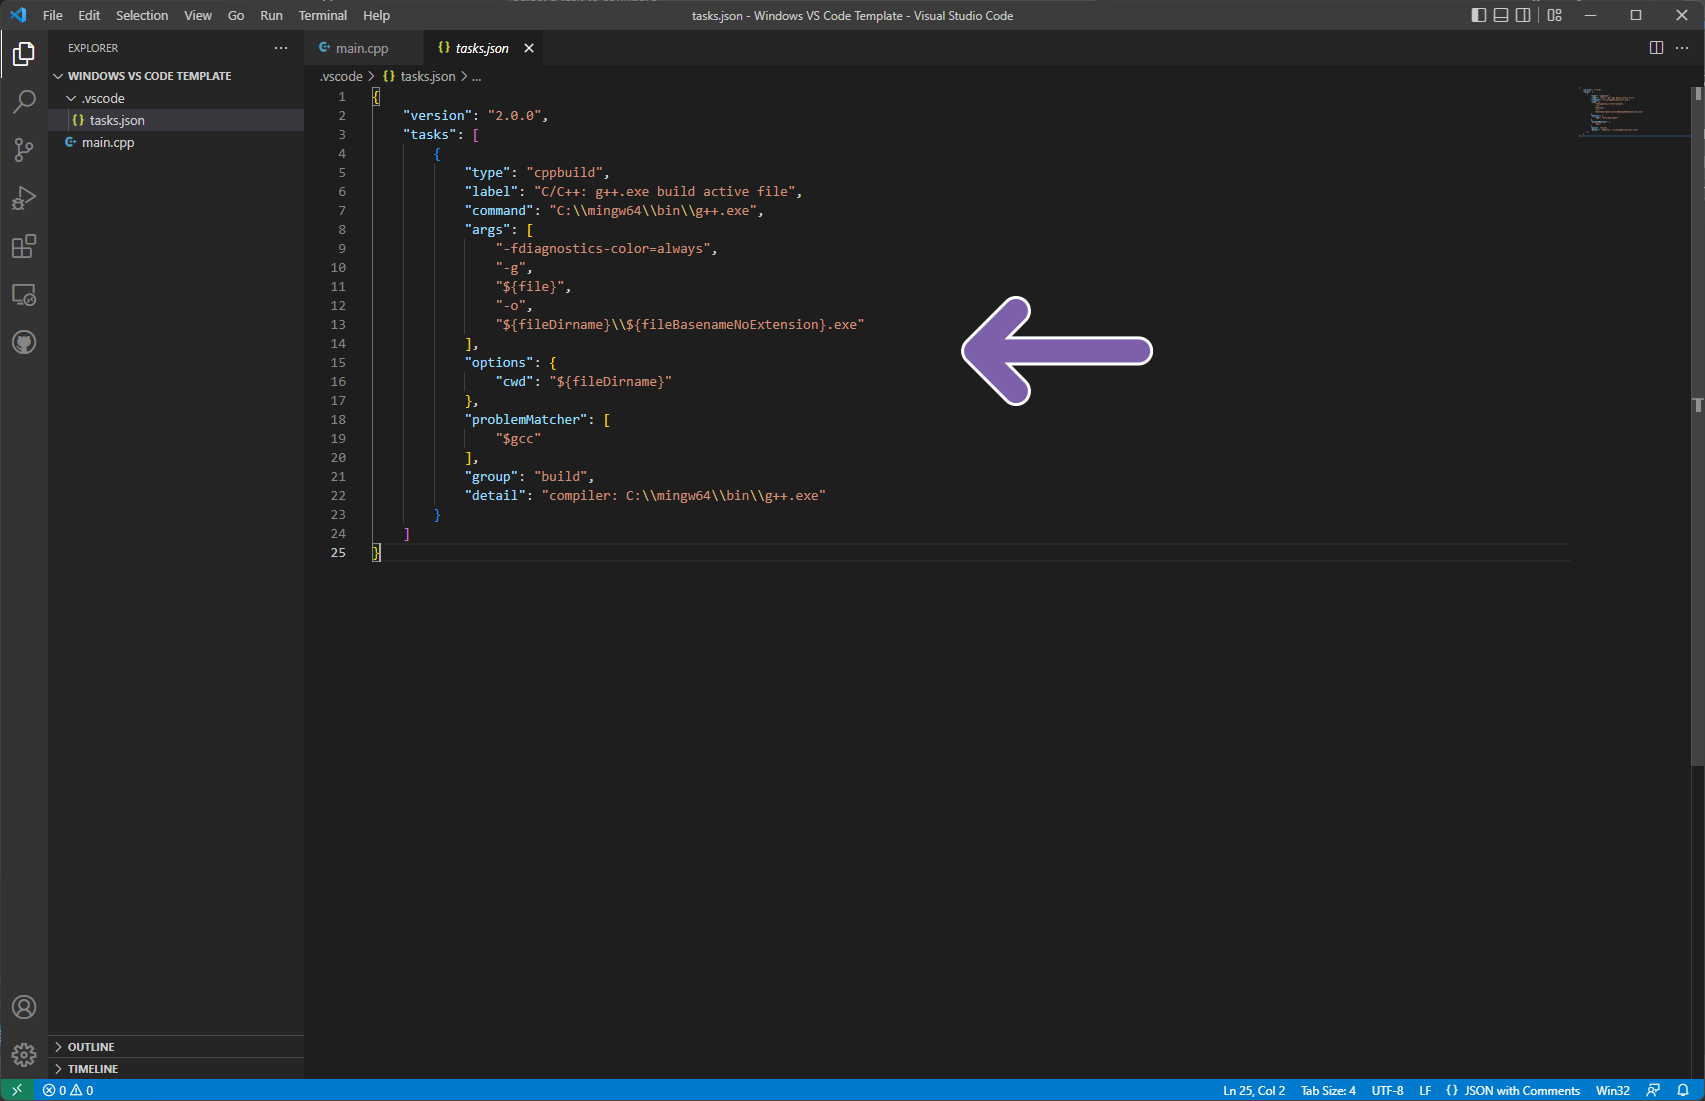 File Edit Selection View Go Run Terminal Help
tasks.json - Windows VS Code Template - Visual Studio Code
EXPLORER
WINDOWS VS CODE TEMPLATE
.vscode
{} tasks.json
main.cpp
OUTLINE
TIMELINE
main.cpp
{} tasks.json
.vscode > {} tasks.json > ...
1 {
2 "version": "2.0.0",
3 "tasks": [
4 {
5 "type": "cppbuild",
6 "label": "C/C++: g++.exe build active file",
7 "command": "C:\\mingw64\\bin\\g++.exe",
8 "args": [
9 "-fdiagnostics-color=always",
10 "-g",
11 "${file}",
12 "-o",
13 "${fileDirname}\\${fileBasenameNoExtension}.exe"
14 ],
15 "options": {
16 "cwd": "${fileDirname}"
17 },
18 "problemMatcher": [
19 "$gcc"
20 ],
21 "group": "build",
22 "detail": "compiler: C:\\mingw64\\bin\\g++.exe"
23 }
24 ]
25 }
0 0
Ln 25, Col 2 Tab Size: 4 UTF-8 LF {} JSON with Comments Win32